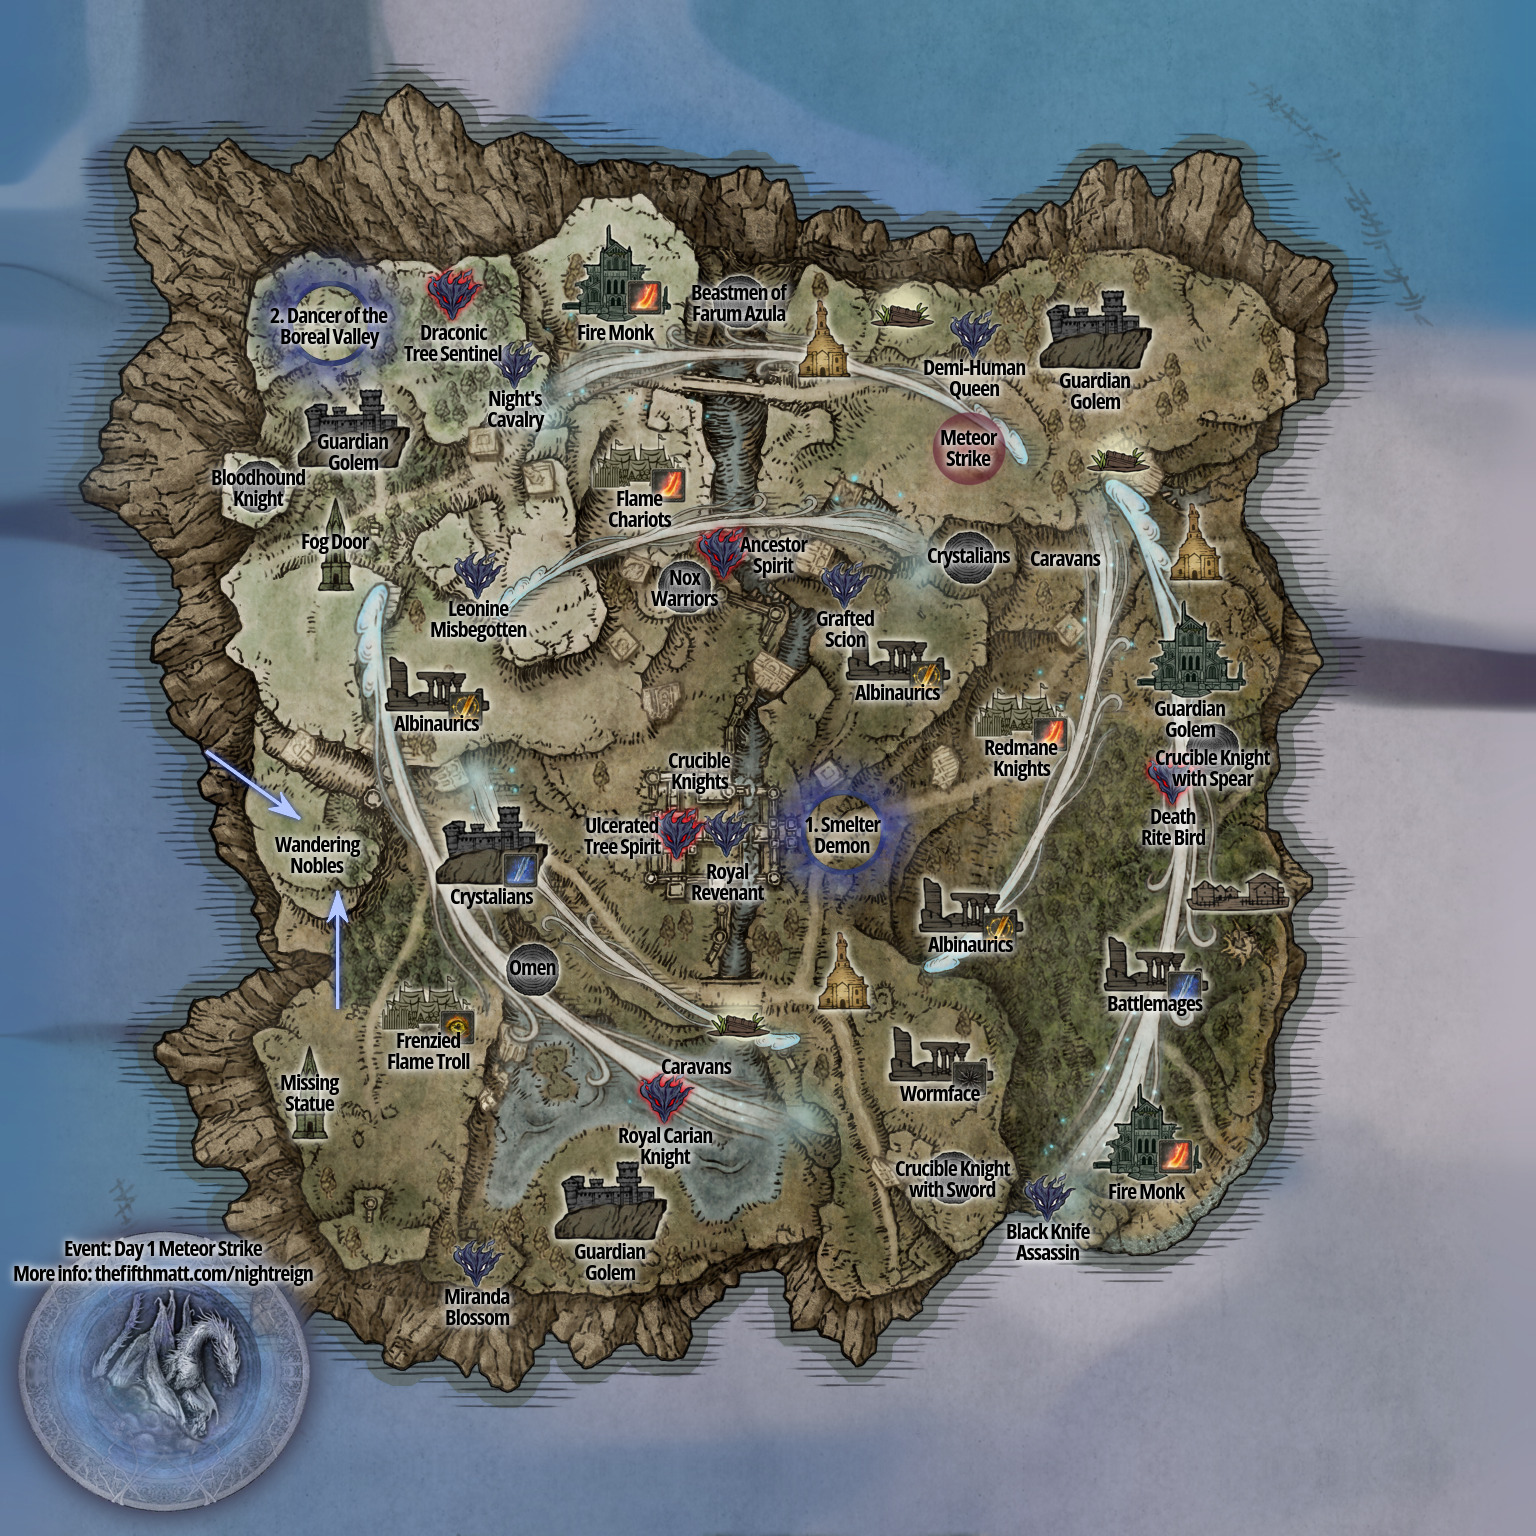 2. Dancer of the
Boreal Valley
Draconic
Tree Sentinel
Fire Monk
Beastmen of
Farum Azula
Demi-Human
Queen
Guardian
Golem
Night's
Cavalry
Guardian
Golem
Meteor
Strike
Bloodhound
Knight
Flame
Chariots
Fog Door
Ancestor
Spirit
Crystalians
Caravans
Nox
Warriors
Leonine
Misbegotten
Grafted
Scion
Albinaurics
Albinaurics
Guardian
Golem
Redmane
Knights
Crucible Knight
with Spear
Crucible
Knights
Death
Rite Bird
Ulcerated
Tree Spirit
1. Smelter
Demon
Wandering
Nobles
Royal
Revenant
Crystalians
Albinaurics
Omen
Battlemages
Frenzied
Flame Troll
Caravans
Missing
Statue
Wormface
Royal Carian
Knight
Crucible Knight
with Sword
Fire Monk
Black Knife
Assassin
Guardian
Golem
Event: Day 1 Meteor Strike
More info: thefifthmatt.com/nightreign
Miranda
Blossom